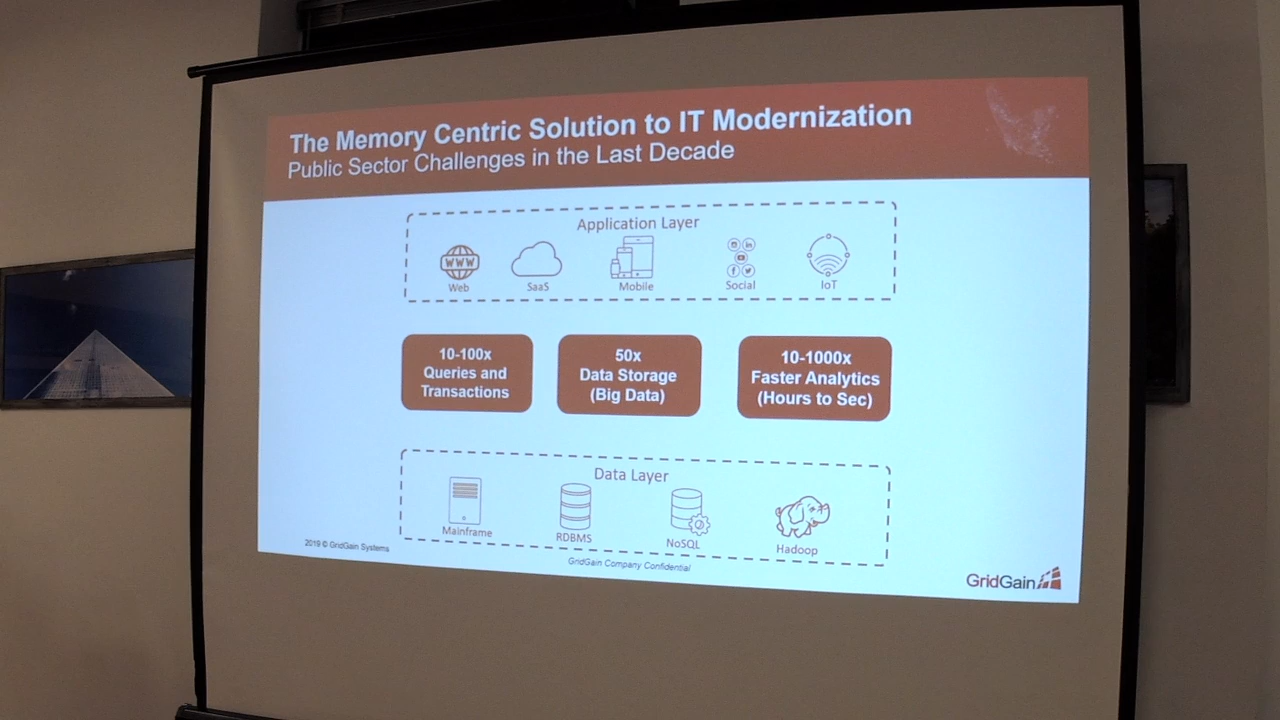 The Memory Centric Solution to IT Modernization
Public Sector Challenges in the Last Decade
Application Layer
WWW
in
f
Web
SaaS
Mobile
Social
IoT
10-100x
Queries and
Transactions
50x
Data Storage
(Big Data)
10-1000x
Faster Analytics
(Hours to Sec)
Data Layer
Mainframe
RDBMS
NoSQL
Hadoop
2019 © GridGain Systems
GridGain Company Confidential
GridGain